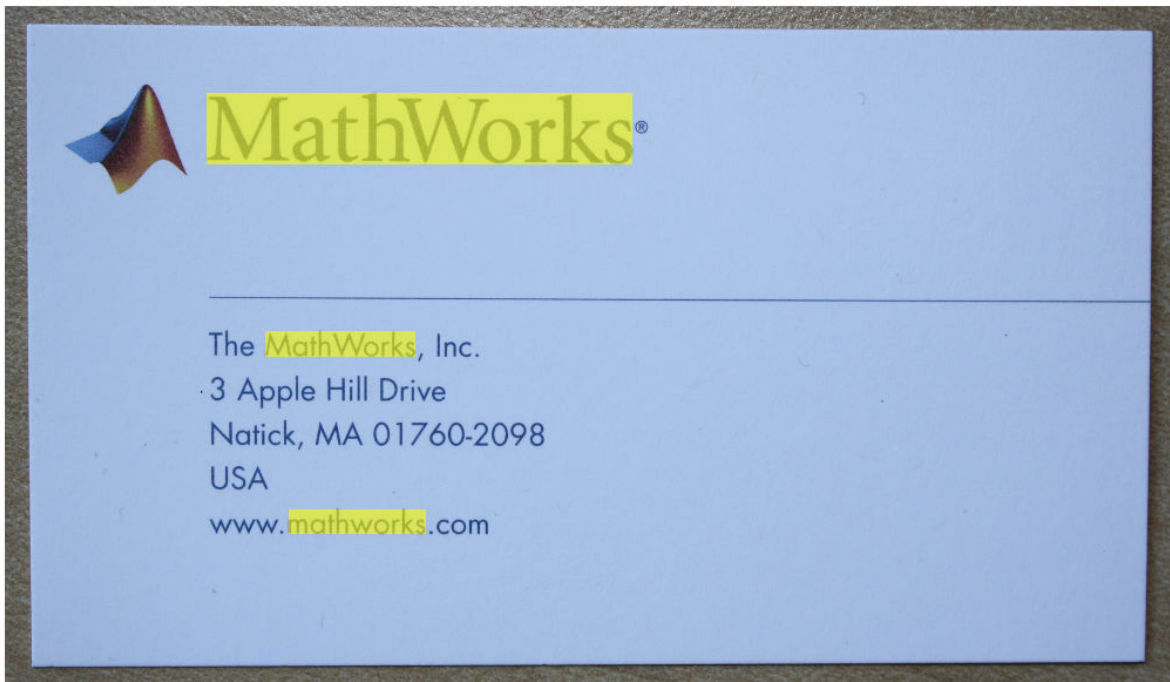 MathWorks®
The MathWorks, Inc.
3 Apple Hill Drive
Natick, MA 01760-2098
USA
www.mathworks.com